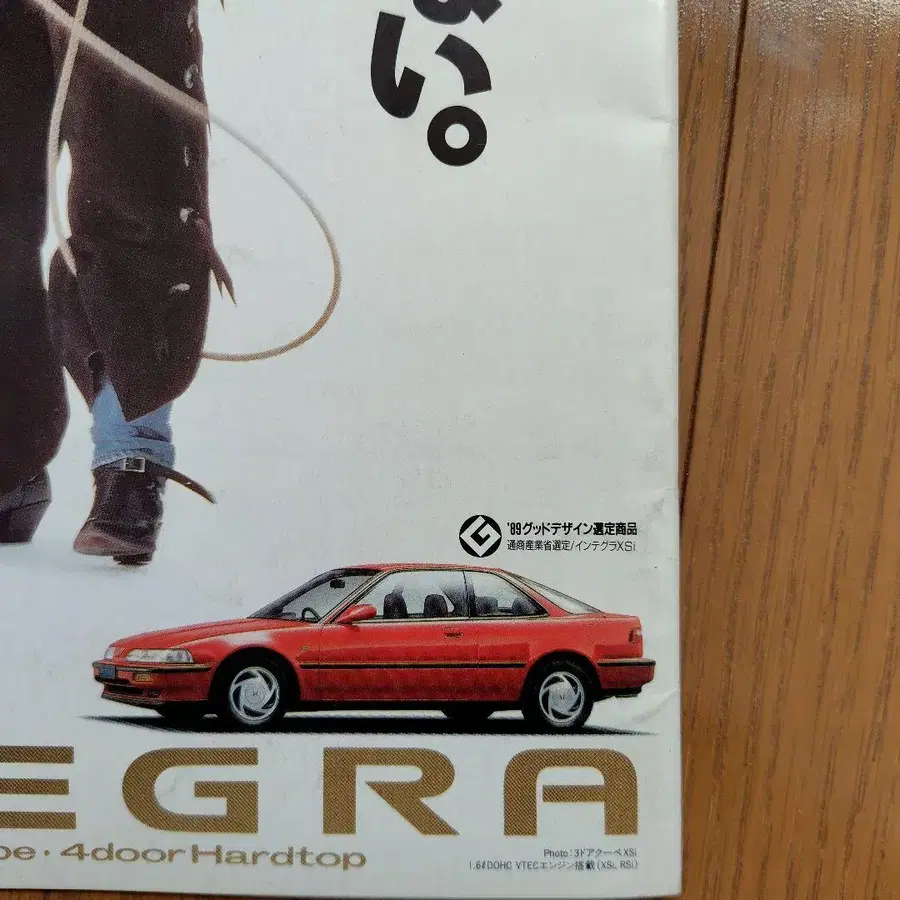 い。
'89グッドデザイン選定商品
通商産業省選定/インテグラXSi
EGRA
pe・4door Hardtop
Photo:3ドアクーペXSi
1.6ℓDOHC VTECエンジン搭載(XSi, RSi)